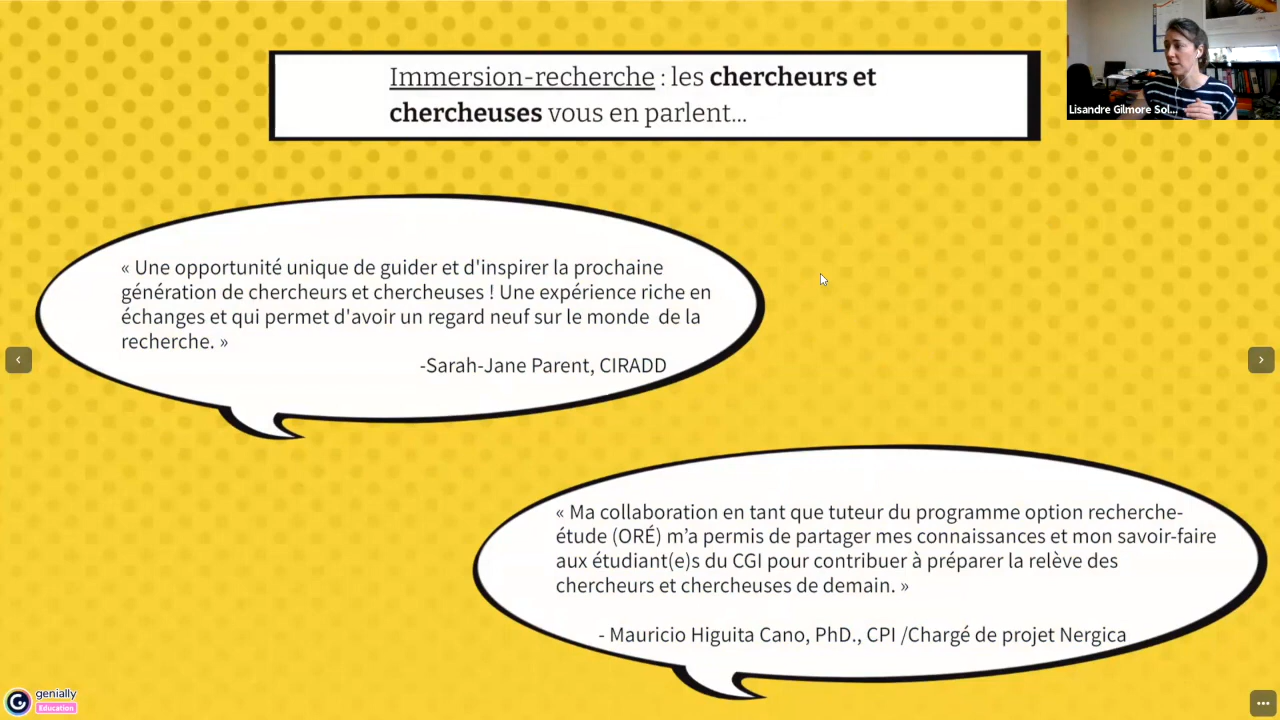 Immersion-recherche : les chercheurs et
chercheuses vous en parlent...
Lisandre Gilmore Sol...
« Une opportunité unique de guider et d'inspirer la prochaine
génération de chercheurs et chercheuses ! Une expérience riche en
échanges et qui permet d'avoir un regard neuf sur le monde de la
recherche. »
-Sarah-Jane Parent, CIRADD
« Ma collaboration en tant que tuteur du programme option recherche-
étude (ORÉ) m’a permis de partager mes connaissances et mon savoir-faire
aux étudiant(e)s du CGI pour contribuer à préparer la relève des
chercheurs et chercheuses de demain. »
- Mauricio Higuita Cano, PhD., CPI /Chargé de projet Nergica
genially
Education